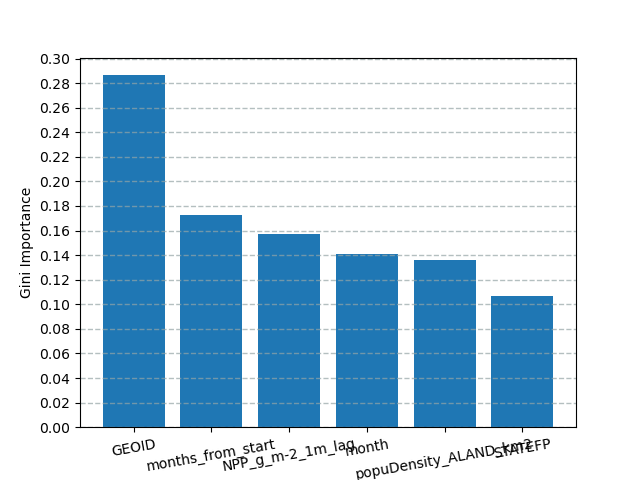 0.30
0.28
0.26
0.24
0.22
0.20
0.18
0.16
0.14
0.12
0.10
0.08
0.06
0.04
0.02
0.00
Gini Importance
GEOID
months_from_start
NPP_g_m-2_1m_lag
month
popuDensity_ALAND_km2
STATEFP